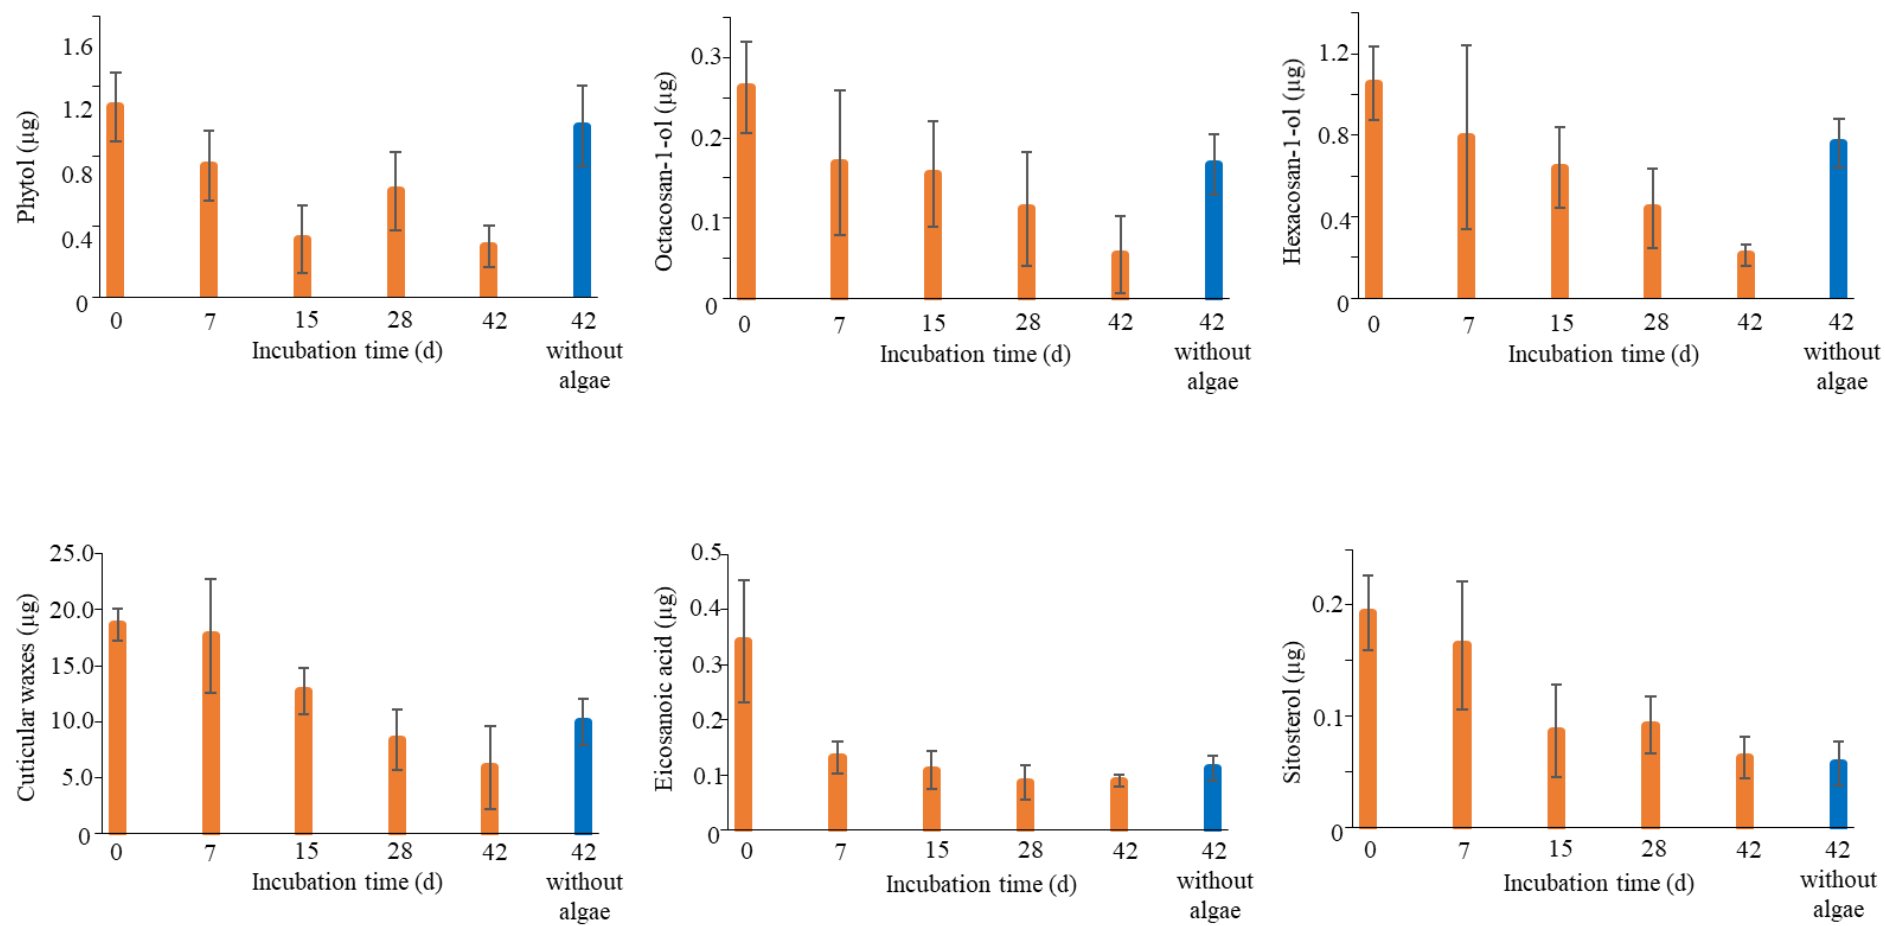 Phytol (µg)
1.6
1.2
0.8
0.4
0
0 7 15 28 42 42
Incubation time (d) without
algae
Octacosan-1-ol (µg)
0.3
0.2
0.1
0
0 7 15 28 42 42
Incubation time (d) without
algae
Hexacosan-1-ol (µg)
1.2
0.8
0.4
0
0 7 15 28 42 42
Incubation time (d) without
algae
Cuticular waxes (µg)
25.0
20.0
15.0
10.0
5.0
0
0 7 15 28 42 42
Incubation time (d) without
algae
Eicosanoic acid (µg)
0.5
0.4
0.3
0.2
0.1
0
0 7 15 28 42 42
Incubation time (d) without
algae
Sitosterol (µg)
0.2
0.1
0
0 7 15 28 42 42
Incubation time (d) without
algae